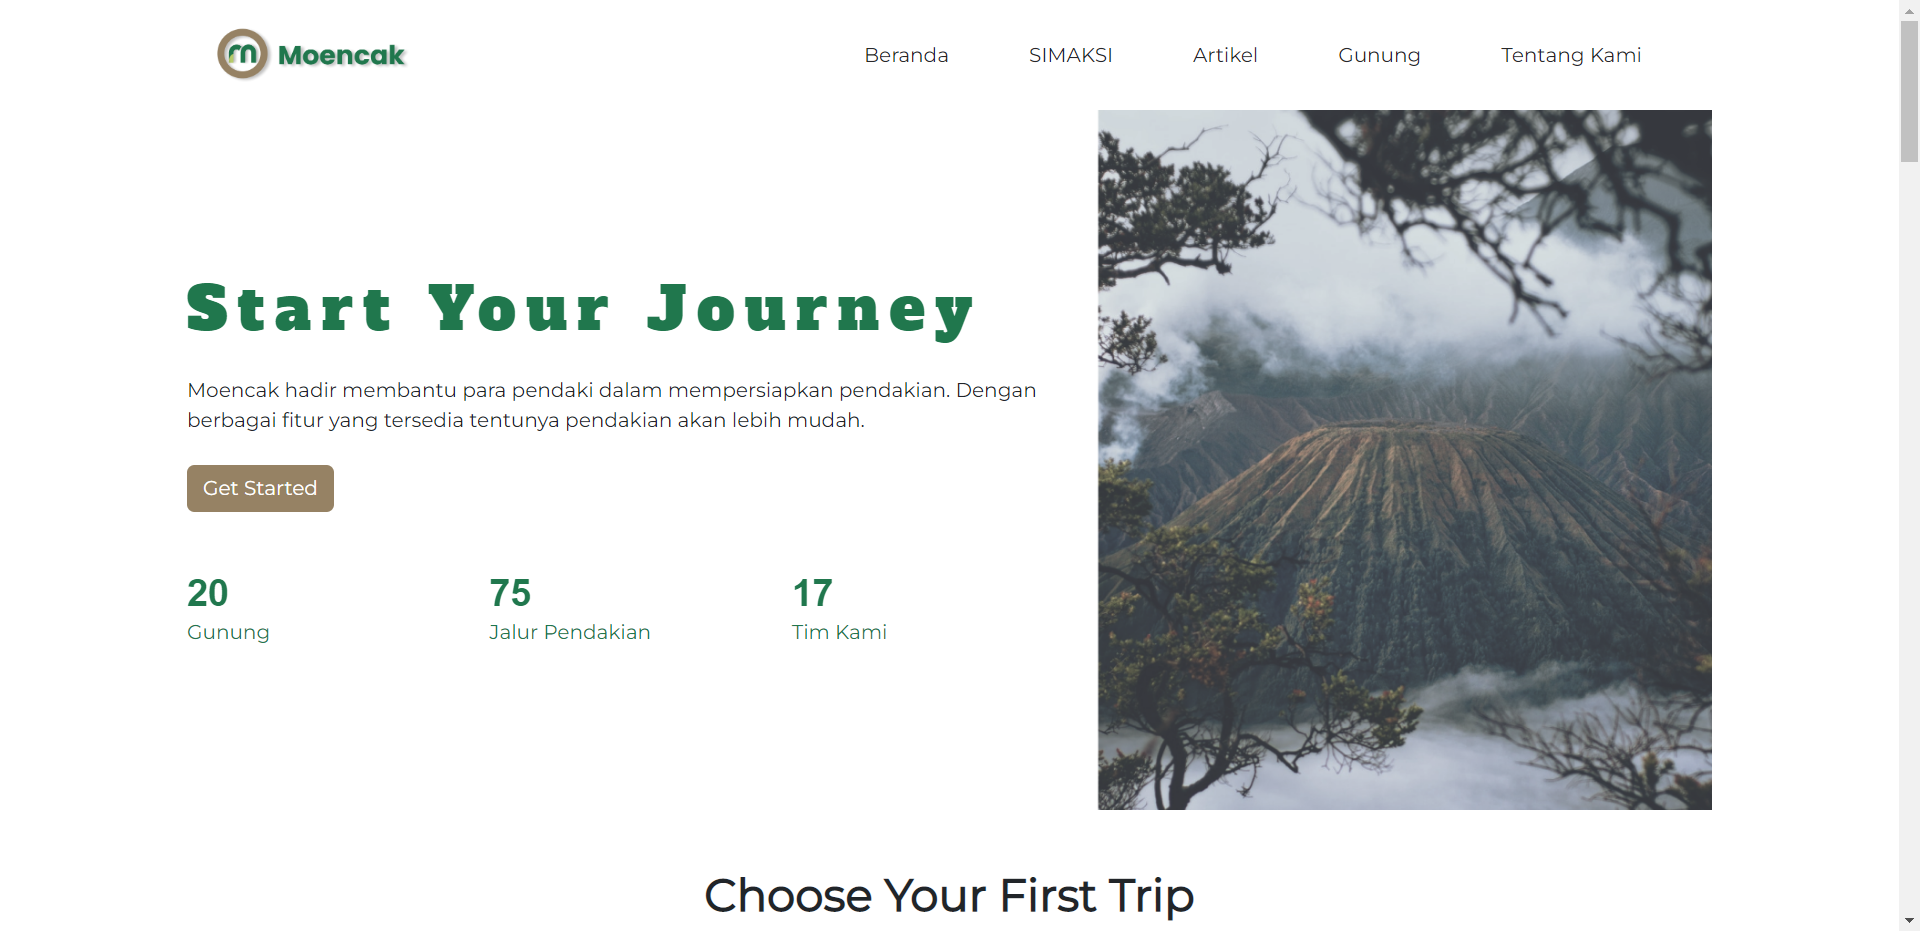 m Moencak
Beranda SIMAKSI Artikel Gunung Tentang Kami
Start Your Journey
Moencak hadir membantu para pendaki dalam mempersiapkan pendakian. Dengan
berbagai fitur yang tersedia tentunya pendakian akan lebih mudah.
Get Started
20 75 17
Gunung Jalur Pendakian Tim Kami
Choose Your First Trip